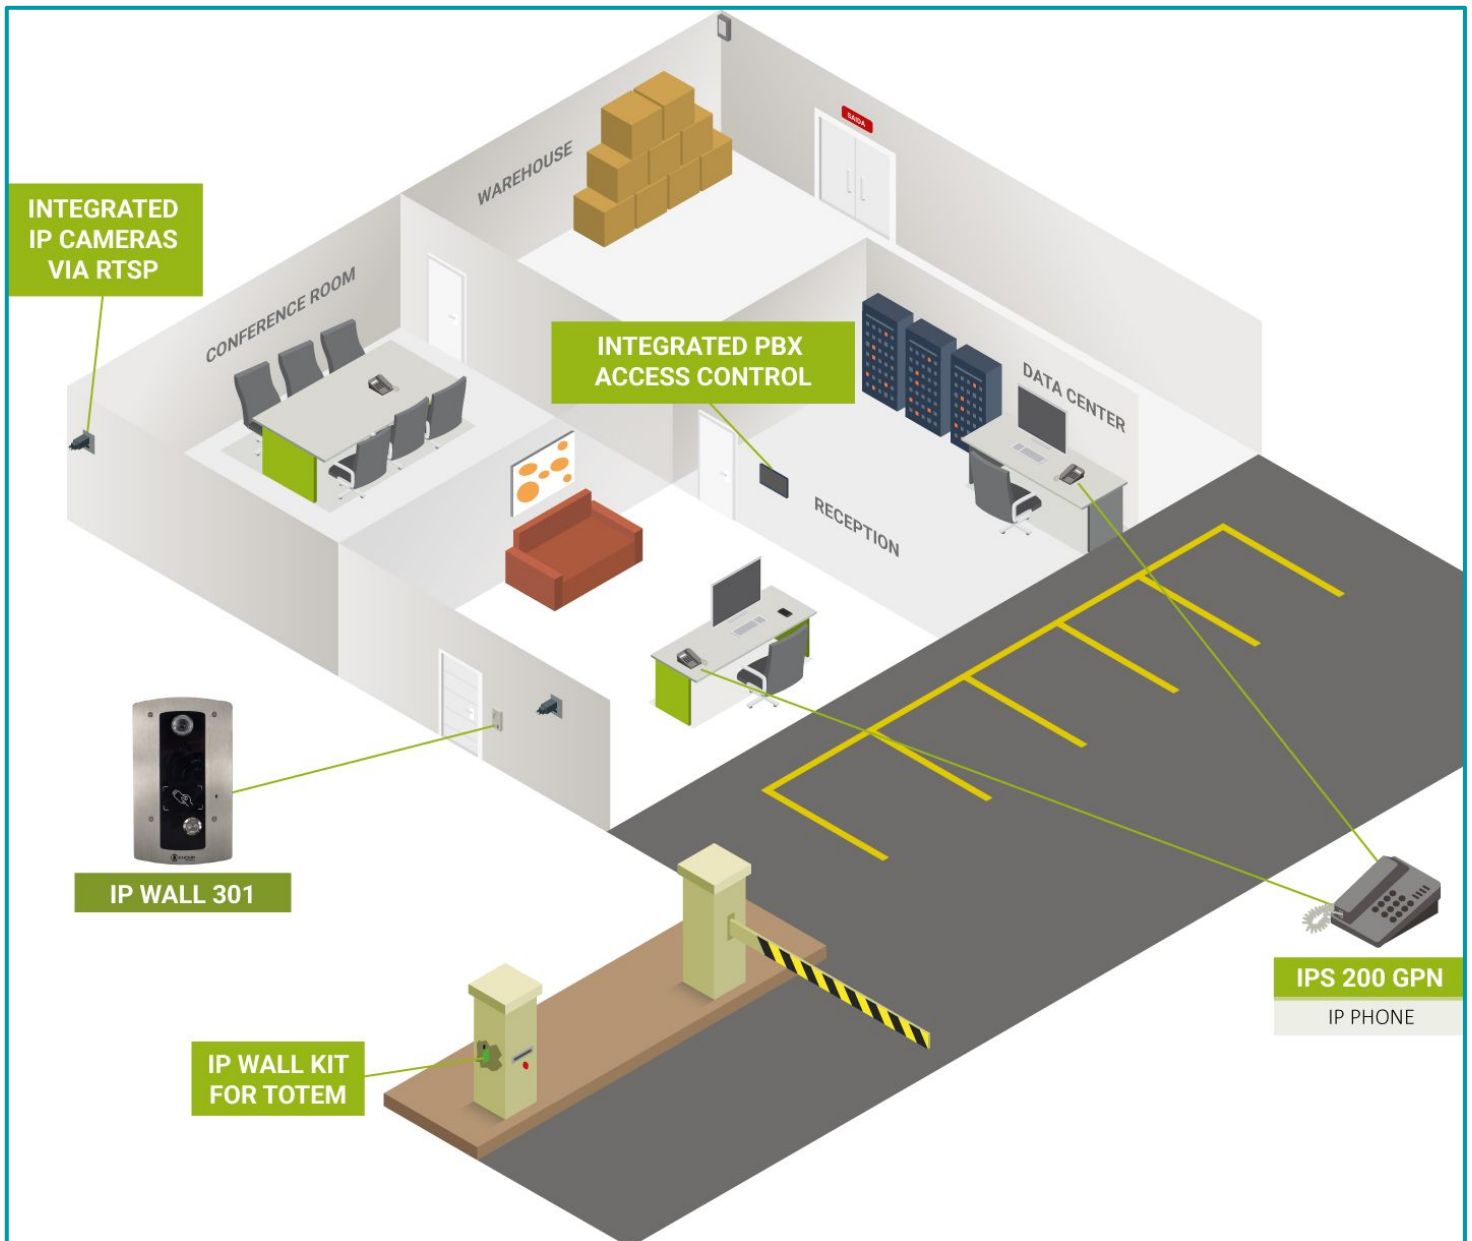 SAIDA
WAREHOUSE
INTEGRATED
IP CAMERAS
VIA RTSP
CONFERENCE ROOM
INTEGRATED PBX
ACCESS CONTROL
DATA CENTER
RECEPTION
IP WALL 301
IPS 200 GPN
IP PHONE
IP WALL KIT
FOR TOTEM